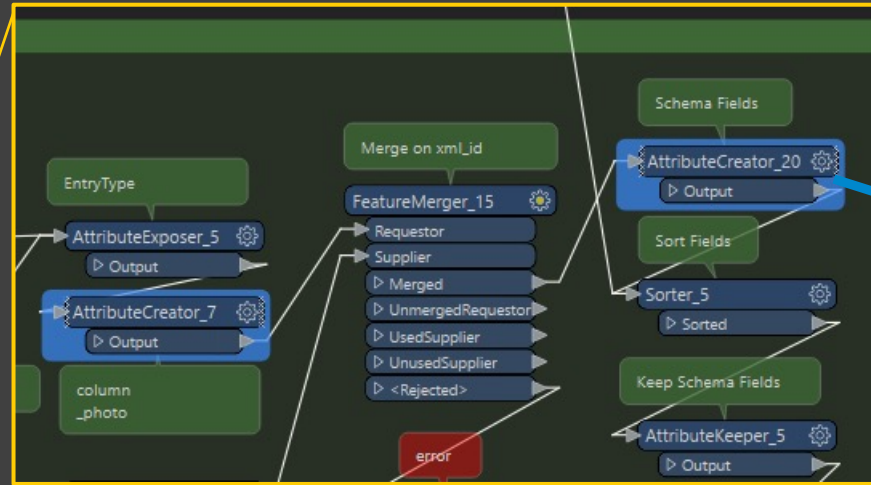 Schema Fields
Merge on xml_id
AttributeCreator_20
Output
EntryType
FeatureMerger_15
Requestor
Supplier
Merged
UnmergedRequestor
UsedSupplier
UnusedSupplier
<Rejected>
AttributeExposer_5
Output
AttributeCreator_7
Output
column
_photo
Sort Fields
Sorter_5
Sorted
Keep Schema Fields
AttributeKeeper_5
Output
error